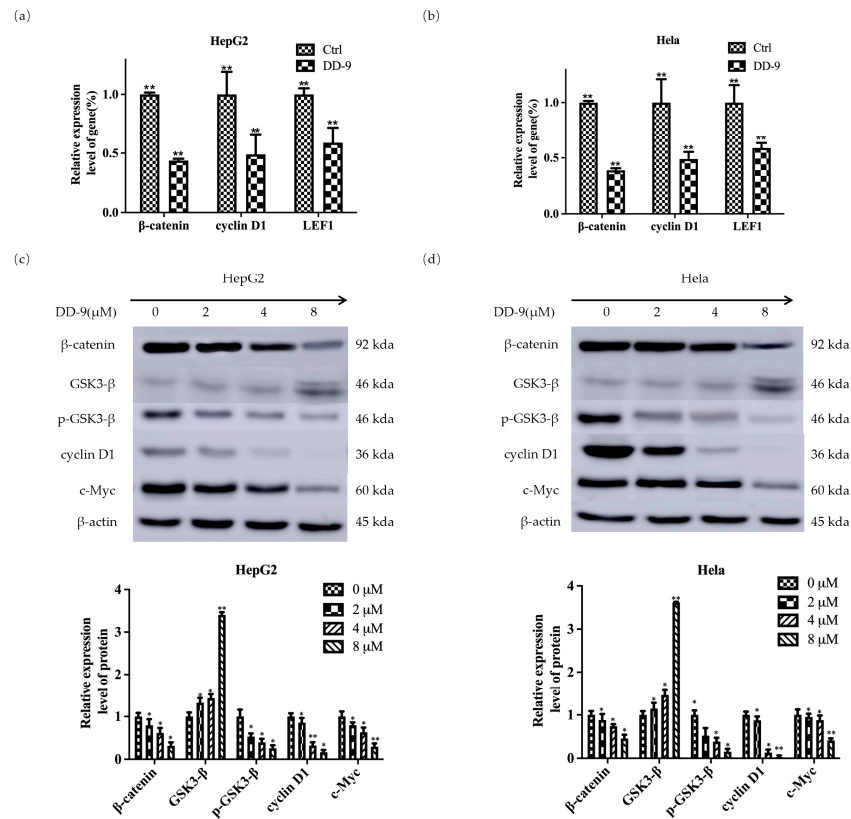 (a)
HepG2
Ctrl
DD-9
Relative expression
level of gene(%)
1.0
0.5
0.0
**
**
**
**
**
**
β-catenin cyclin D1 LEF1
(b)
Hela
Ctrl
DD-9
Relative expression
level of gene(%)
1.0
0.5
0.0
**
**
**
**
**
**
β-catenin cyclin D1 LEF1
(c)
HepG2
DD-9(μM) 0 2 4 8
β-catenin 92 kda
GSK3-β 46 kda
p-GSK3-β 46 kda
cyclin D1 36 kda
c-Myc 60 kda
β-actin 45 kda
HepG2
0 μM
2 μM
4 μM
8 μM
Relative expression
level of protein
4
3
2
1
0
* * * * * ** * * * * ** * * * **
β-catenin GSK3-β p-GSK3-β cyclin D1 c-Myc
(d)
Hela
DD-9(μM) 0 2 4 8
β-catenin 92 kda
GSK3-β 46 kda
p-GSK3-β 46 kda
cyclin D1 36 kda
c-Myc 60 kda
β-actin 45 kda
Hela
0 μM
2 μM
4 μM
8 μM
Relative expression
level of protein
4
3
2
1
0
* * * * * ** * * * * * ** * * **
β-catenin GSK3-β p-GSK3-β cyclin D1 c-Myc